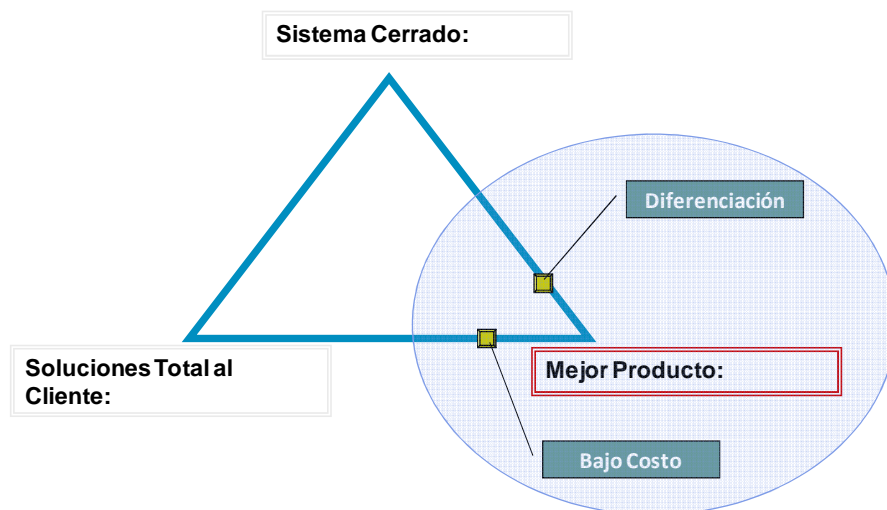 Sistema Cerrado:
Diferenciación
Soluciones Total al
Cliente:
Mejor Producto:
Bajo Costo